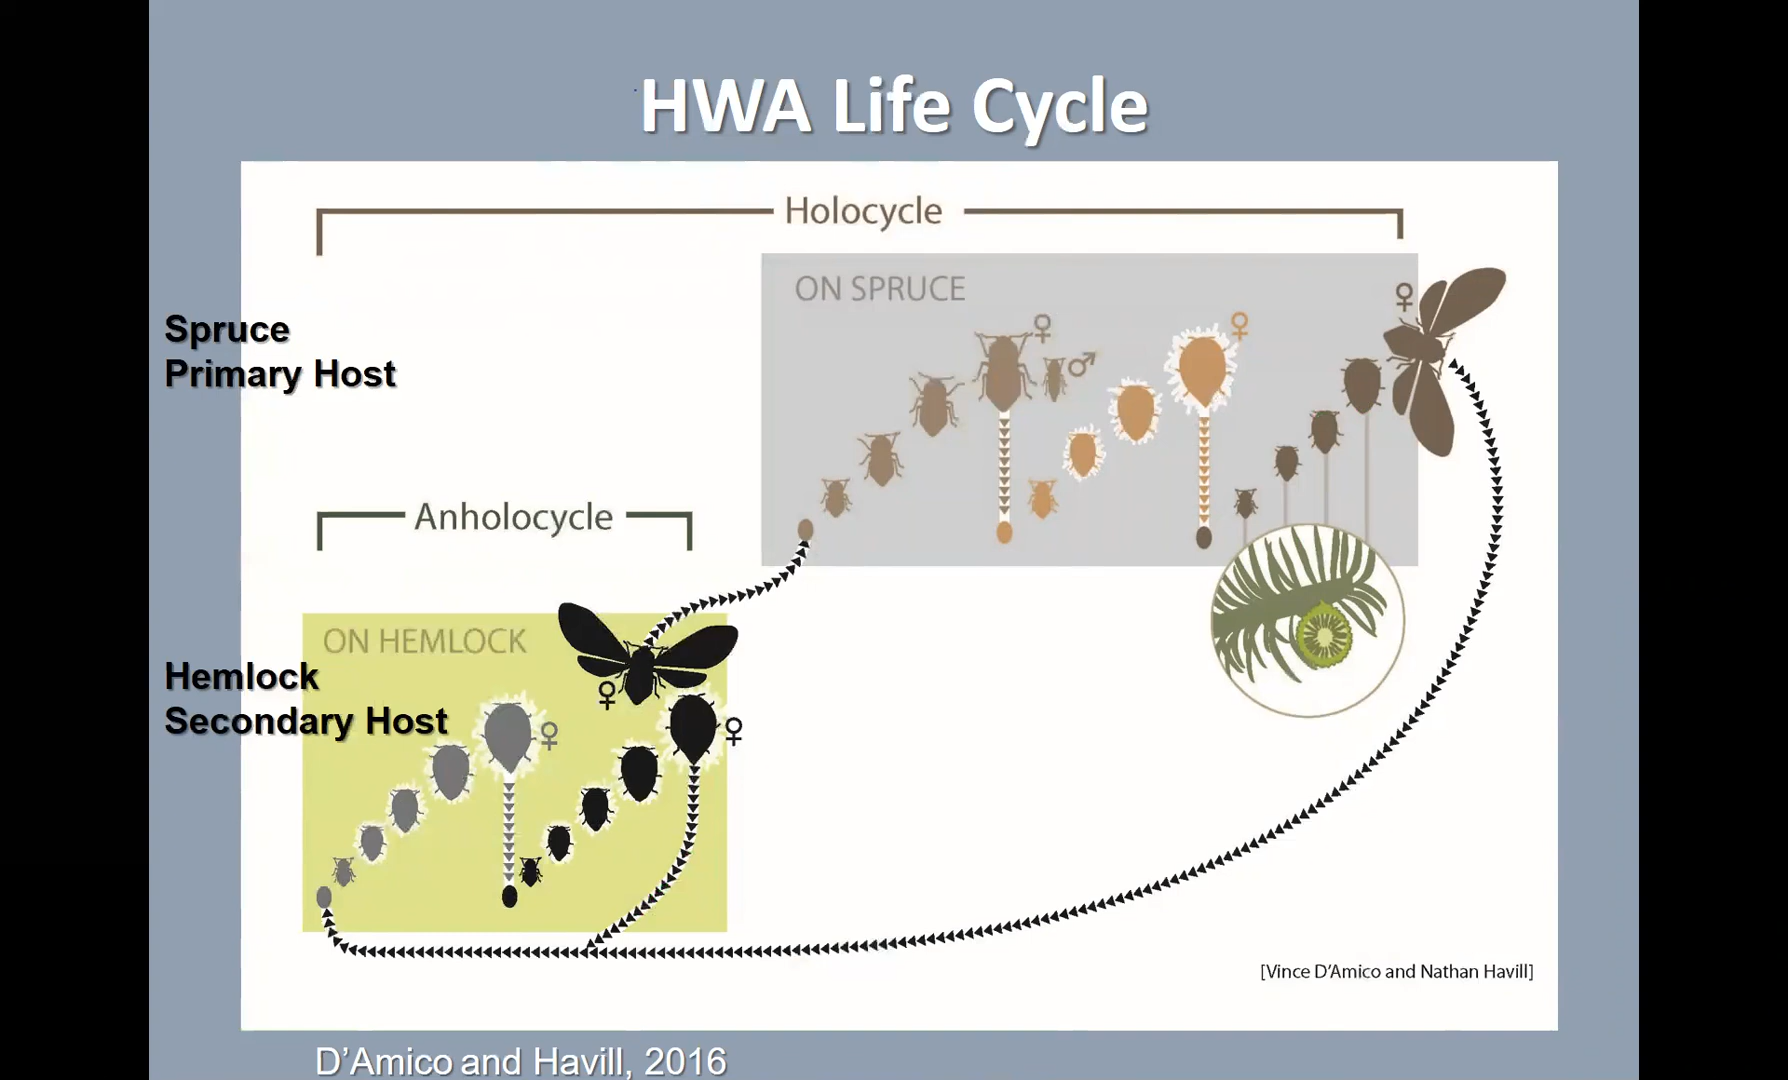 HWA Life Cycle
Holocycle
ON SPRUCE
♀
♀
♂
♀
Spruce
Primary Host
Anholocycle
ON HEMLOCK
Hemlock
Secondary Host
♀
♀
♀
[Vince D'Amico and Nathan Havill]
D'Amico and Havill, 2016